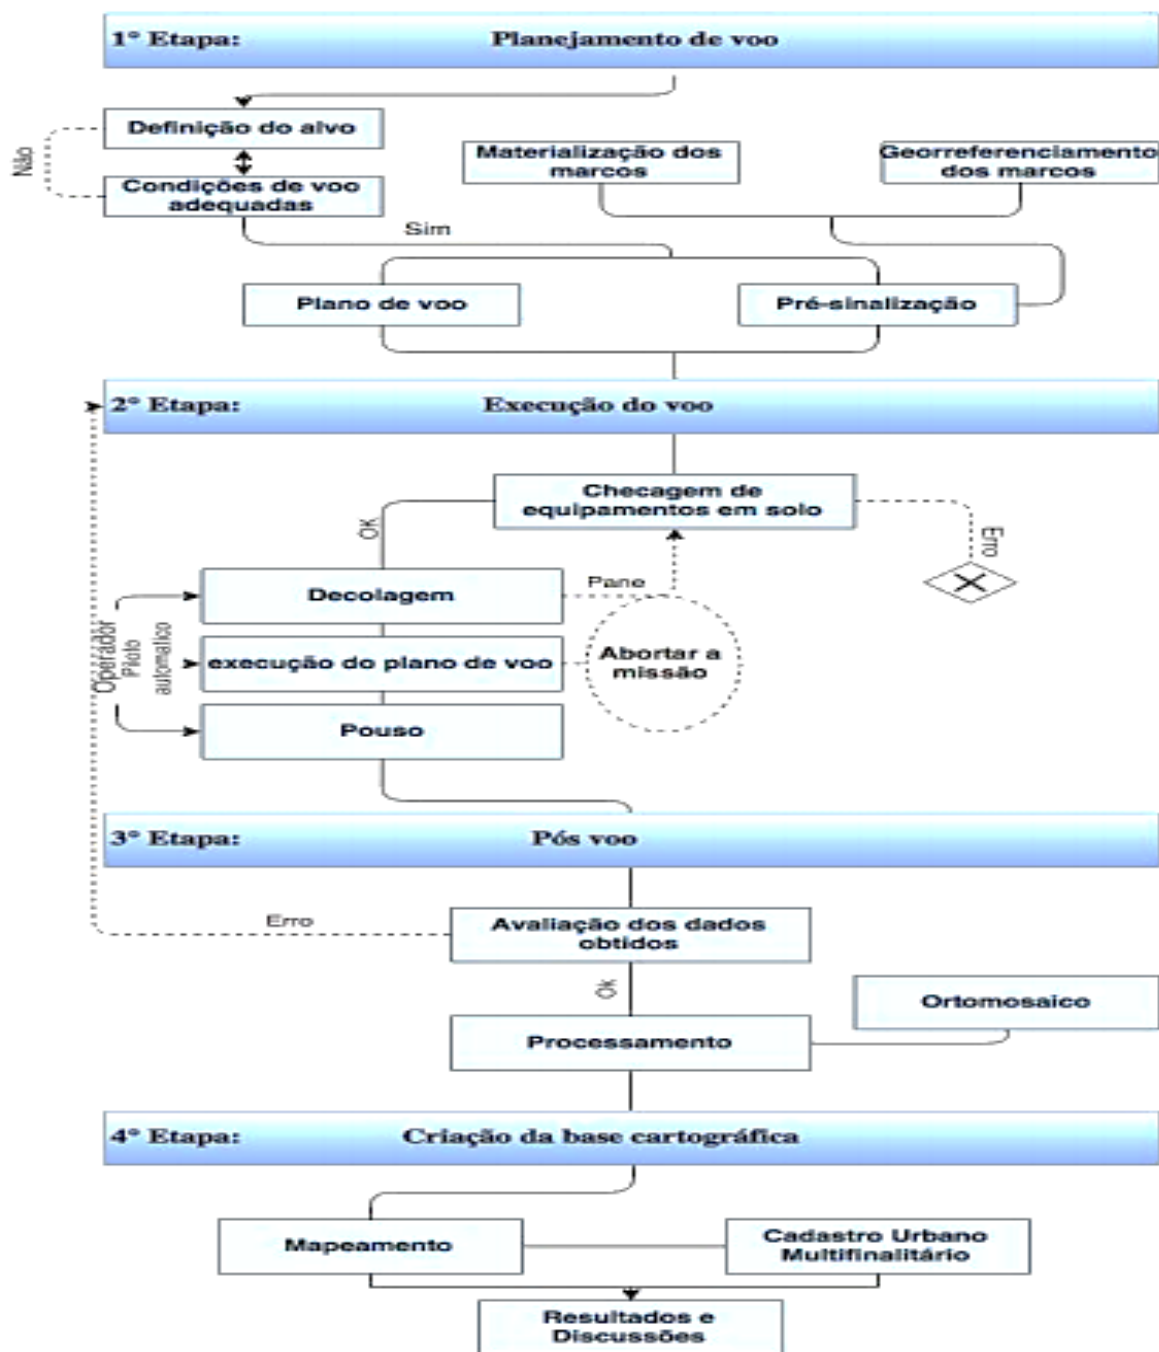 1° Etapa: Planejamento de voo
Definição do alvo
Não
Condições de voo
adequadas
Materialização dos
marcos
Georreferenciamento
dos marcos
Sim
Plano de voo
Pré-sinalização
2° Etapa: Execução do voo
Checagem de
equipamentos em solo
OK
Erro
Decolagem
Pane
Operador
Piloto
automatico
execução do plano de voo
Abortar a
missão
Pouso
3° Etapa: Pós voo
Erro
Avaliação dos dados
obtidos
Ok
Ortomosaico
Processamento
4° Etapa: Criação da base cartográfica
Mapeamento
Cadastro Urbano
Multifinalitário
Resultados e
Discussões